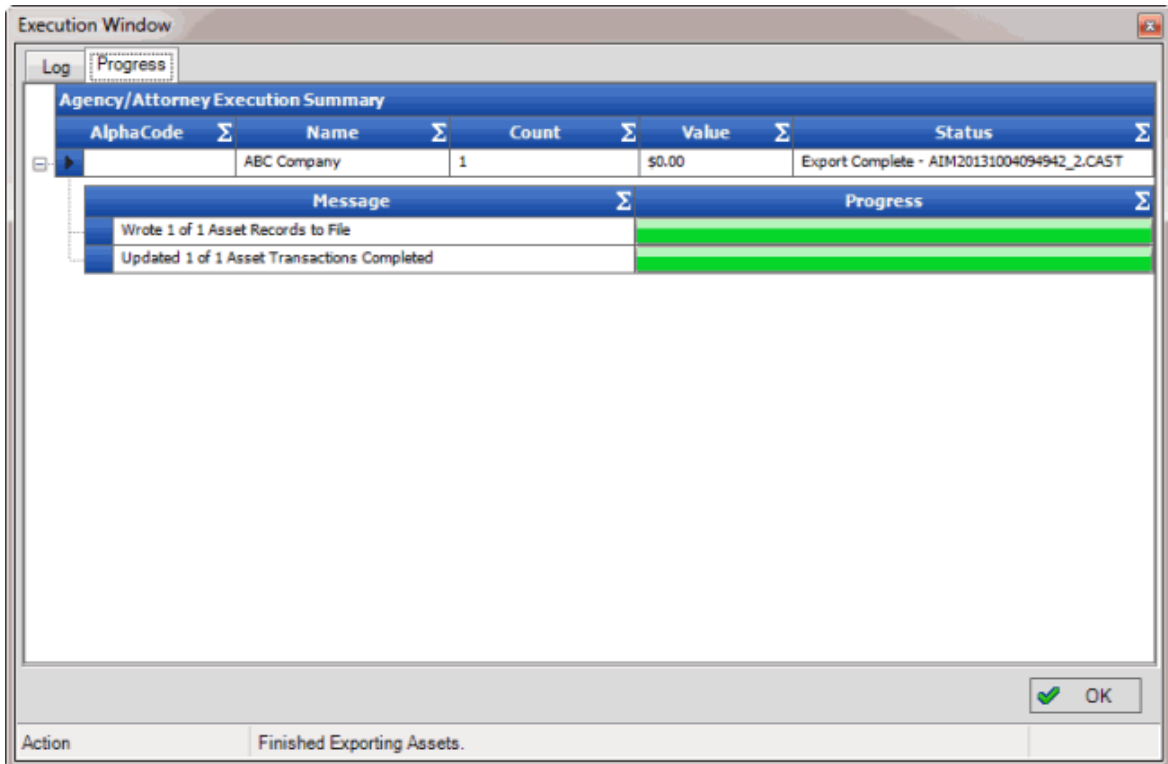 Execution Window
Log Progress
Agency/Attorney Execution Summary
AlphaCode Σ Name Σ Count Σ Value Σ Status Σ
ABC Company 1 $0.00 Export Complete - AIM20131004094942_2.CAST
Message Σ Progress Σ
Wrote 1 of 1 Asset Records to File
Updated 1 of 1 Asset Transactions Completed
OK
Action Finished Exporting Assets.